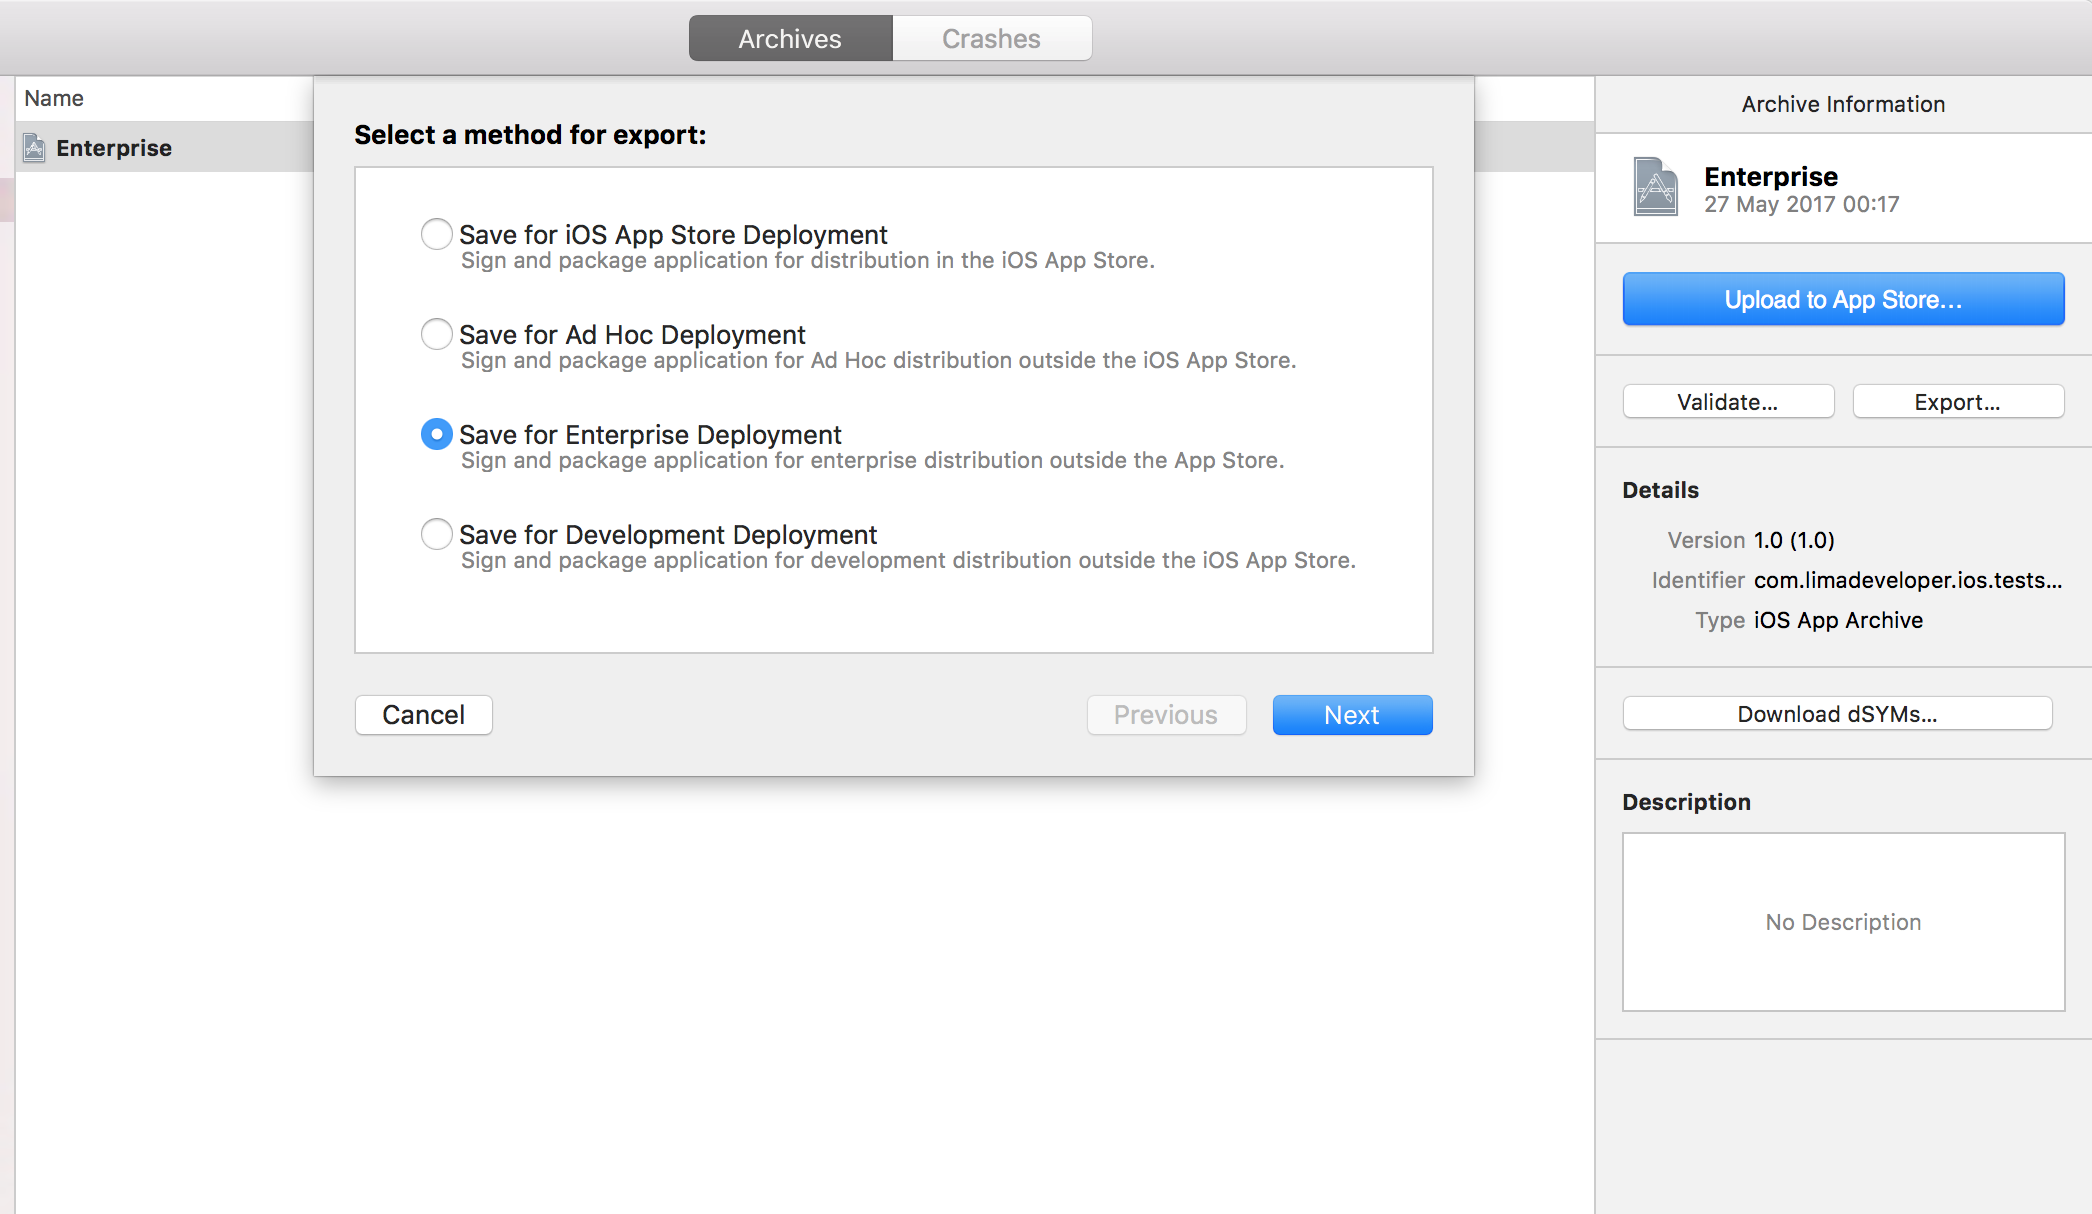 Archives
Crashes
Name
Enterprise
Select a method for export:
Save for iOS App Store Deployment
Sign and package application for distribution in the iOS App Store.
Save for Ad Hoc Deployment
Sign and package application for Ad Hoc distribution outside the iOS App Store.
Save for Enterprise Deployment
Sign and package application for enterprise distribution outside the App Store.
Save for Development Deployment
Sign and package application for development distribution outside the iOS App Store.
Cancel
Previous
Next
Archive Information
Enterprise
27 May 2017 00:17
Upload to App Store...
Validate...
Export...
Details
Version 1.0 (1.0)
Identifier com.limadeveloper.ios.tests...
Type iOS App Archive
Download dSYMs...
Description
No Description